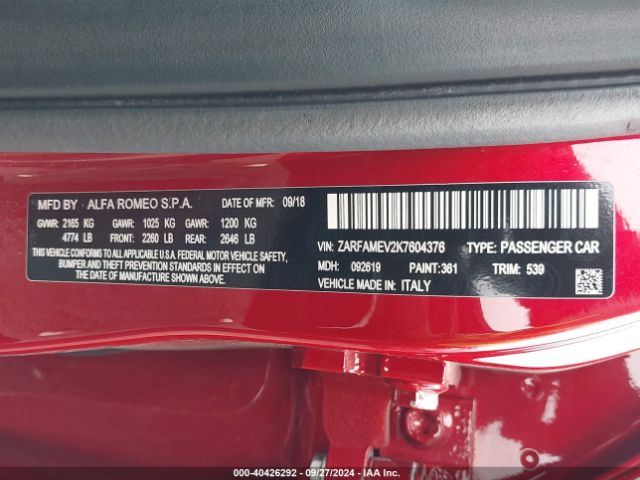 MFD BY ALFA ROMEO S.P.A. DATE OF MFR 09/18
GVWR: 2165 KG GAWR: 1025 KG GAWR: 1200 KG
4774 LB FRONT: 2260 LB REAR: 2646 LB
THIS VEHICLE CONFORMS TO ALL APPLICABLE U.S.A. FEDERAL MOTOR VEHICLE SAFETY,
BUMPER AND THEFT PREVENTION STANDARDS IN EFFECT ON THE DATE OF
MANUFACTURE SHOWN ABOVE.
VIN: ZARFAMEV2K7604376 TYPE: PASSENGER CAR
MDH: 092619 PAINT: 361 TRIM: 539
VEHICLE MADE IN: ITALY
© IAA - 40426292 - 09/27/2024 - IAAI.COM